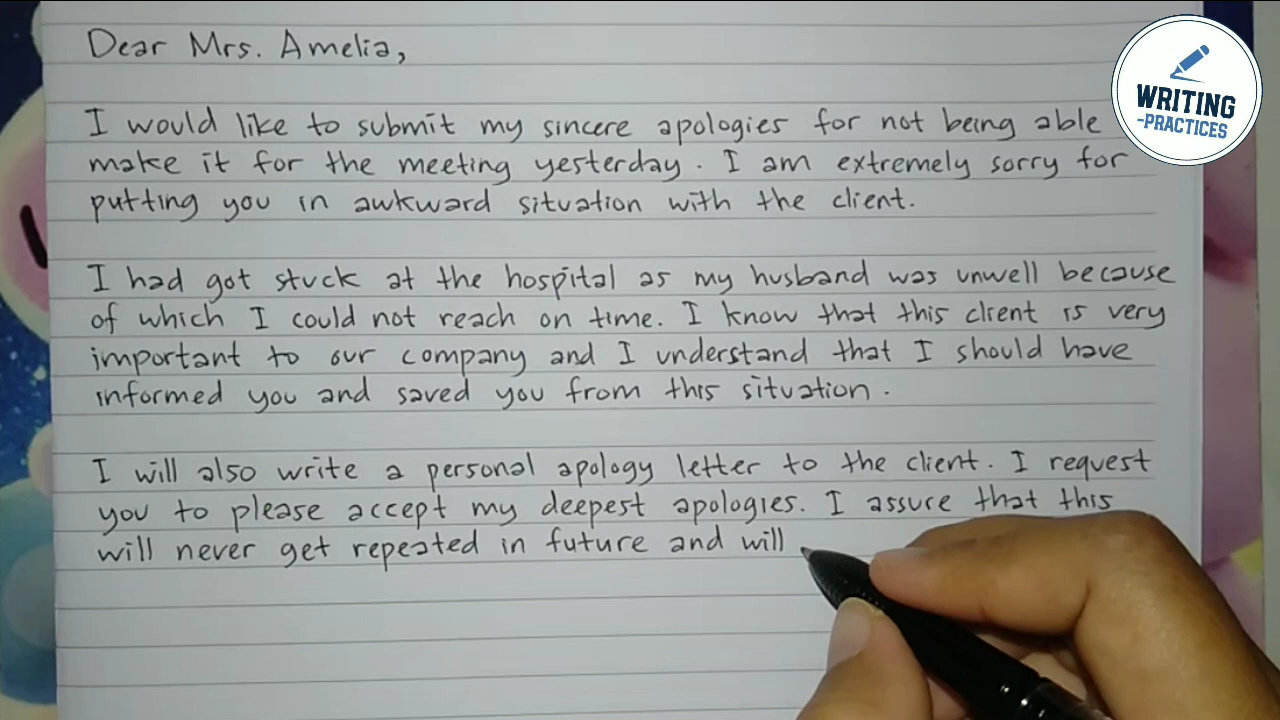 Dear Mrs. Amelia,
WRITING
-PRACTICES
I would like to submit my sincere apologies for not being able
make it for the meeting yesterday. I am extremely sorry for
putting you in awkward situation with the client.
I had got stuck at the hospital as my husband was unwell because
of which I could not reach on time. I know that this client is very
important to our company and I understand that I should have
informed you and saved you from this situation.
I will also write a personal apology letter to the client. I request
you to please accept my deepest apologies. I assure that this
will never get repeated in future and will